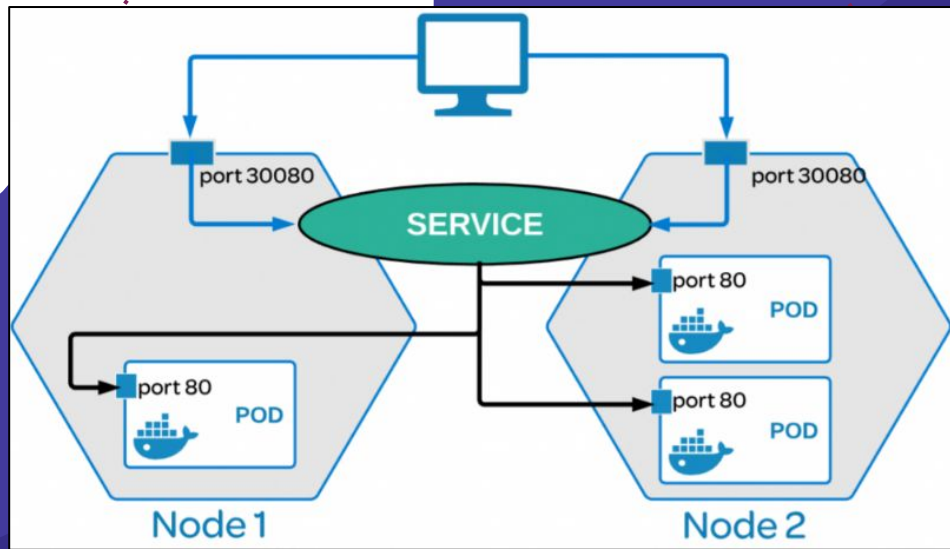 port 30080
port 30080
SERVICE
port 80
POD
port 80
POD
port 80
POD
Node 1
Node 2